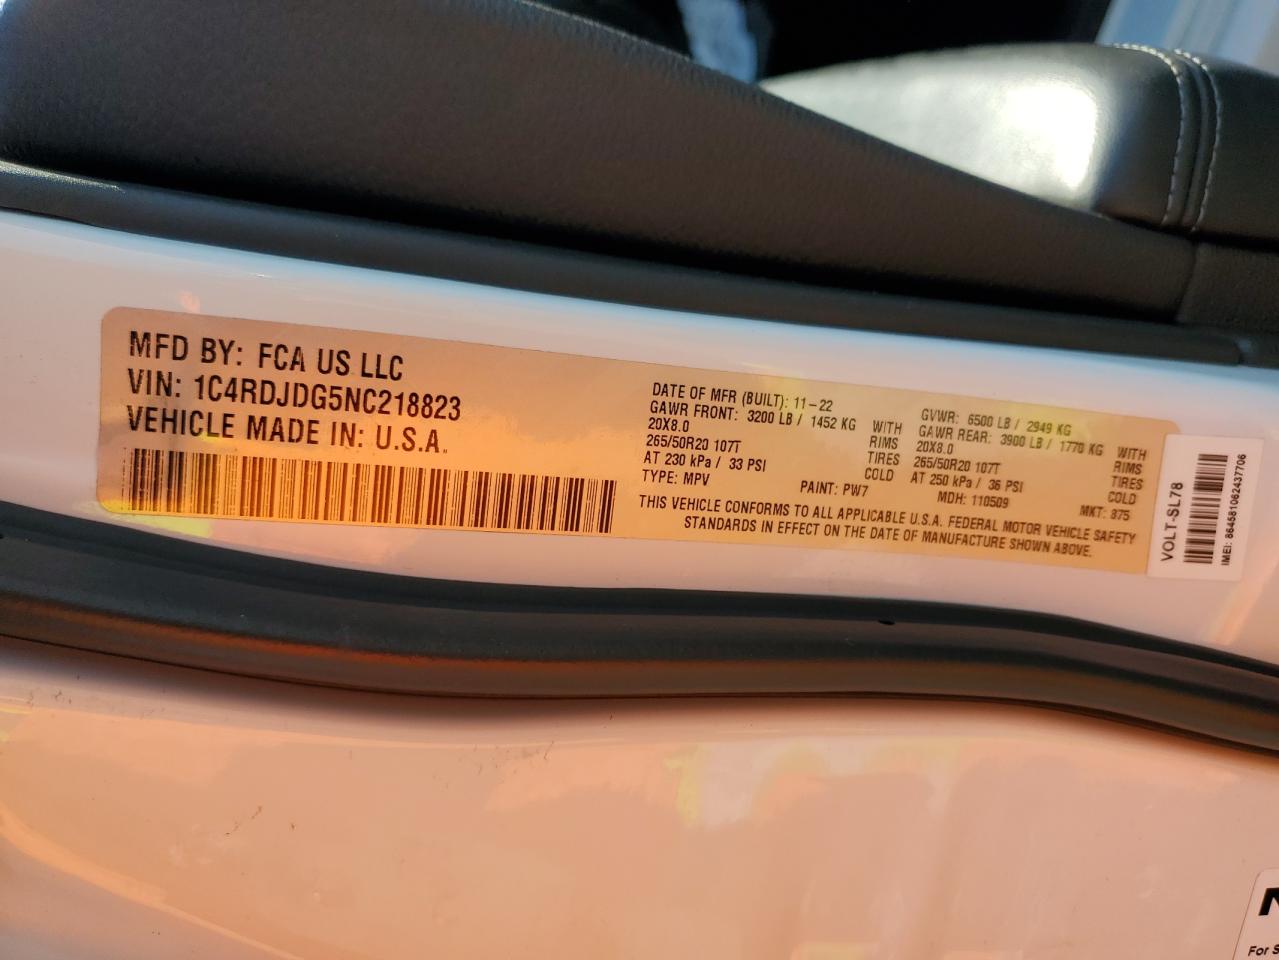 MFD BY: FCA US LLC
VIN: 1C4RDJDG5NC218823
VEHICLE MADE IN: U.S.A.
DATE OF MFR (BUILT): 11-22
GAWR FRONT: 3200 LB / 1452 KG WITH
20X8.0 RIMS
265/50R20 107T TIRES
AT 230 kPa / 33 PSI COLD
GVWR: 6500 LB / 2949 KG
GAWR REAR: 3900 LB / 1770 KG WITH
20X8.0 RIMS
265/50R20 107T TIRES
AT 250 kPa / 36 PSI COLD
TYPE: MPV PAINT: PW7 MDH: 110509 MKT: 875
THIS VEHICLE CONFORMS TO ALL APPLICABLE U.S.A. FEDERAL MOTOR VEHICLE SAFETY
STANDARDS IN EFFECT ON THE DATE OF MANUFACTURE SHOWN ABOVE.
VOLT-SL78
IMEI: 864581062437706
For S